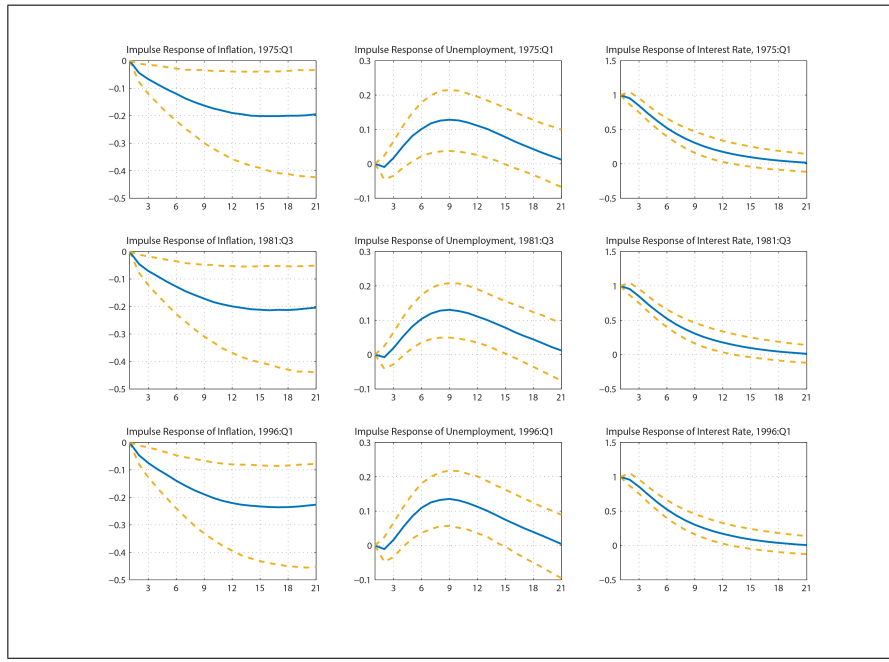 Impulse Response of Inflation, 1975:Q1
0
−0.1
−0.2
−0.3
−0.4
−0.5
3 6 9 12 15 18 21
Impulse Response of Unemployment, 1975:Q1
0.3
0.2
0.1
0
−0.1
3 6 9 12 15 18 21
Impulse Response of Interest Rate, 1975:Q1
1.5
1
0.5
0
−0.5
3 6 9 12 15 18 21
Impulse Response of Inflation, 1981:Q3
0
−0.1
−0.2
−0.3
−0.4
−0.5
3 6 9 12 15 18 21
Impulse Response of Unemployment, 1981:Q3
0.3
0.2
0.1
0
−0.1
3 6 9 12 15 18 21
Impulse Response of Interest Rate, 1981:Q3
1.5
1
0.5
0
−0.5
3 6 9 12 15 18 21
Impulse Response of Inflation, 1996:Q1
0
−0.1
−0.2
−0.3
−0.4
−0.5
3 6 9 12 15 18 21
Impulse Response of Unemployment, 1996:Q1
0.3
0.2
0.1
0
−0.1
3 6 9 12 15 18 21
Impulse Response of Interest Rate, 1996:Q1
1.5
1
0.5
0
−0.5
3 6 9 12 15 18 21